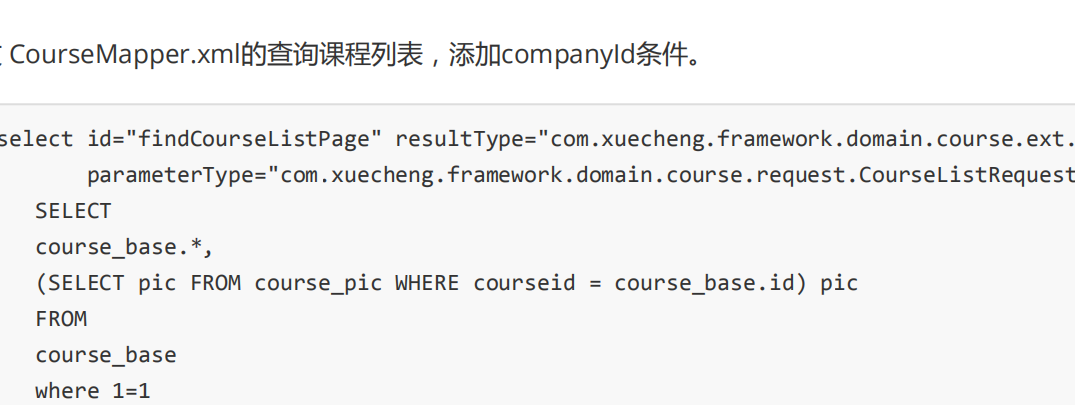 CourseMapper.xml的查询课程列表，添加companyId条件。
select id="findCourseListPage" resultType="com.xuecheng.framework.domain.course.ext.
parameterType="com.xuecheng.framework.domain.course.request.CourseListRequest
SELECT
course_base.*,
(SELECT pic FROM course_pic WHERE courseid = course_base.id) pic
FROM
course_base
where 1=1